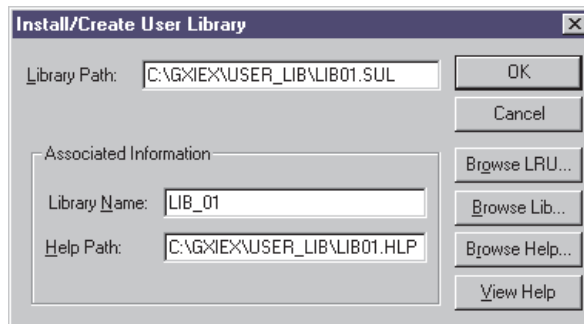 Install/Create User Library
Library Path: C:\GXIEX\USER_LIB\LIB01.SUL
OK
Cancel
Associated Information
Library Name: LIB_01
Help Path: C:\GXIEX\USER_LIB\LIB01.HLP
Browse LRU...
Browse Lib...
Browse Help...
View Help